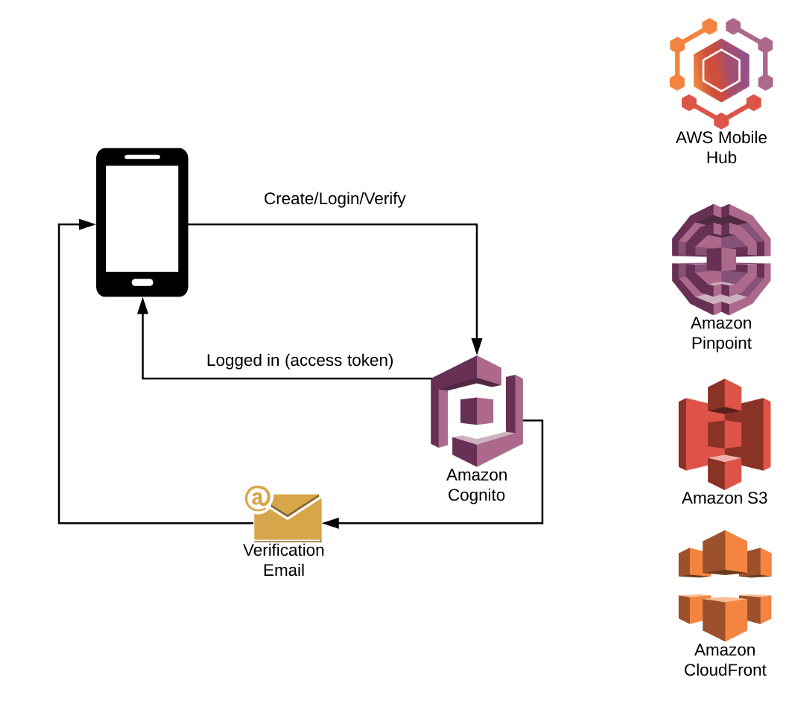 AWS Mobile
Hub
Create/Login/Verify
Amazon
Pinpoint
Logged in (access token)
Amazon
Cognito
Amazon S3
@
Verification
Email
Amazon
CloudFront